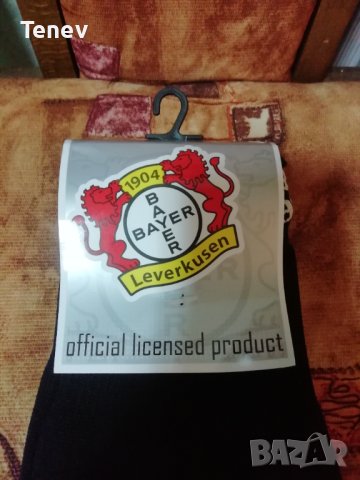 Tenev
1904
BAYER
BAYER
Leverkusen
official licensed product
BAZAR